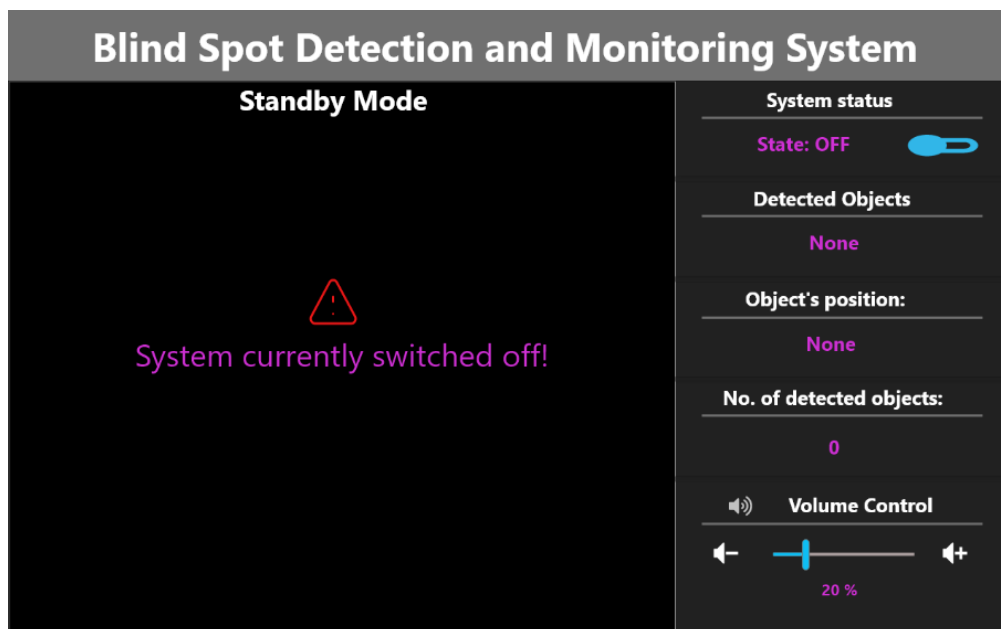 Blind Spot Detection and Monitoring System
Standby Mode
System currently switched off!
System status
State: OFF
Detected Objects
None
Object's position:
None
No. of detected objects:
0
Volume Control
20 %